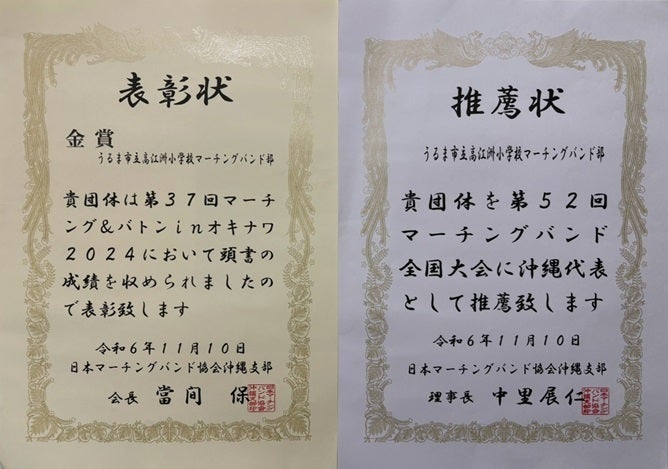 表彰状
金賞
うるま市立高江洲小学校マーチングバンド部
貴団体は第37回マーチ
ング&バトンinオキナワ
2024において頭書の
成績を収められましたの
で表彰致します
令和6年11月10日
日本マーチングバンド協会沖縄支部
会長 當間 保
推薦状
うるま市立高江洲小学校マーチングバンド部
貴団体を第52回
マーチングバンド
全国大会に沖縄代表
として推薦致します
令和6年11月10日
日本マーチングバンド協会沖縄支部
理事長 中里展仁